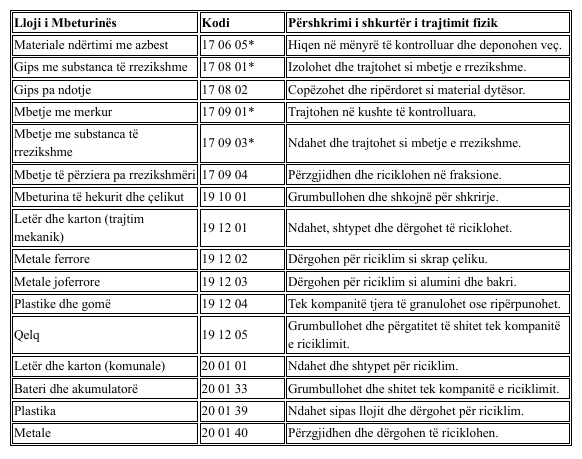 Lloji i Mbeturinës Kodi Përshkrimi i shkurtër i trajtimit fizik
Materiale ndërtimi me azbest 17 06 05* Hiqen në mënyrë të kontrolluar dhe deponohen veç.
Gips me substanca të rrezikshme 17 08 01* Izolohet dhe trajtohet si mbetje e rrezikshme.
Gips pa ndotje 17 08 02 Copëzohet dhe ripërdoret si material dytësor.
Mbetje me merkur 17 09 01* Trajtohen në kushte të kontrolluara.
Mbetje me substanca të
rrezikshme 17 09 03* Ndahet dhe trajtohet si mbetje e rrezikshme.
Mbetje të përziera pa rrezikshmëri 17 09 04 Përzgjidhen dhe riciklohen në fraksione.
Mbeturina të hekurit dhe çelikut 19 10 01 Grumbullohen dhe shkojnë për shkrirje.
Letër dhe karton (trajtim
mekanik) 19 12 01 Ndahet, shtypet dhe dërgohet të riciklohet.
Metale ferrore 19 12 02 Dërgohen për riciklim si skrap çeliku.
Metale joferrore 19 12 03 Dërgohen për riciklim si alumini dhe bakri.
Plastike dhe gomë 19 12 04 Tek kompanitë tjera të granulohet ose ripërpunohet.
Qelq 19 12 05 Grumbullohet dhe përgatitet të shitet tek kompanitë
e riciklimit.
Letër dhe karton (komunale) 20 01 01 Ndahet dhe shtypet për riciklim.
Bateri dhe akumulatorë 20 01 33 Grumbullohet dhe shitet tek kompanitë e riciklimit.
Plastika 20 01 39 Ndahet sipas llojit dhe dërgohet për riciklim.
Metale 20 01 40 Përzgjidhen dhe dërgohen të riciklohen.